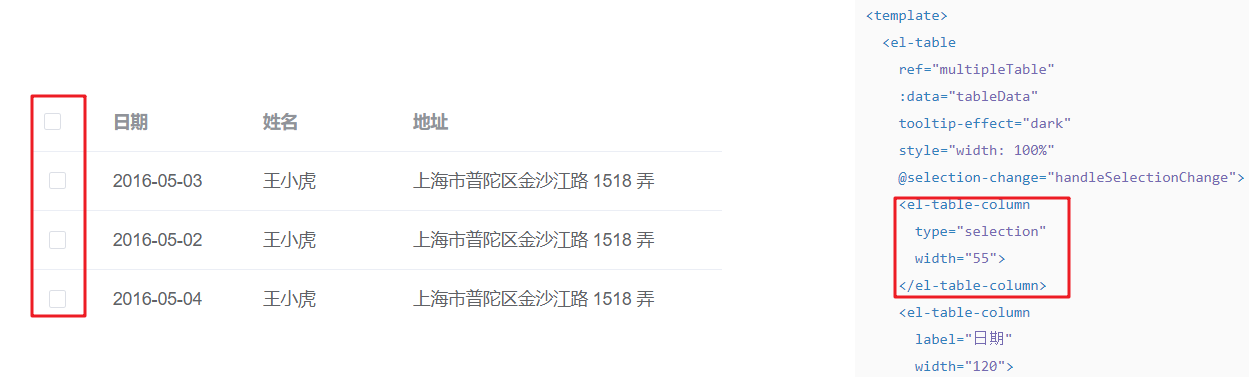 日期 姓名 地址
2016-05-03 王小虎 上海市普陀区金沙江路 1518 弄
2016-05-02 王小虎 上海市普陀区金沙江路 1518 弄
2016-05-04 王小虎 上海市普陀区金沙江路 1518 弄
<template>
<el-table
ref="multipleTable"
:data="tableData"
tooltip-effect="dark"
style="width: 100%"
@selection-change="handleSelectionChange">
<el-table-column
type="selection"
width="55">
</el-table-column>
<el-table-column
label="日期"
width="120">